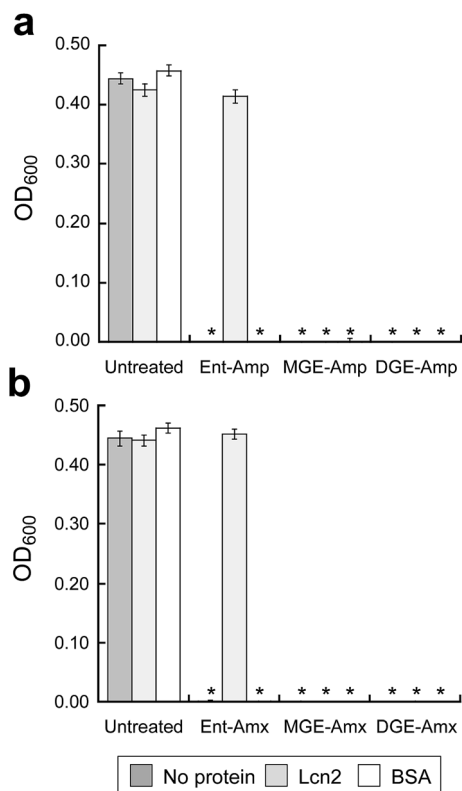 a
OD600
0.50
0.40
0.30
0.20
0.10
0.00
* * * * * * * *
Untreated Ent-Amp MGE-Amp DGE-Amp
b
OD600
0.50
0.40
0.30
0.20
0.10
0.00
* * * * * * * *
Untreated Ent-Amx MGE-Amx DGE-Amx
No protein Lcn2 BSA